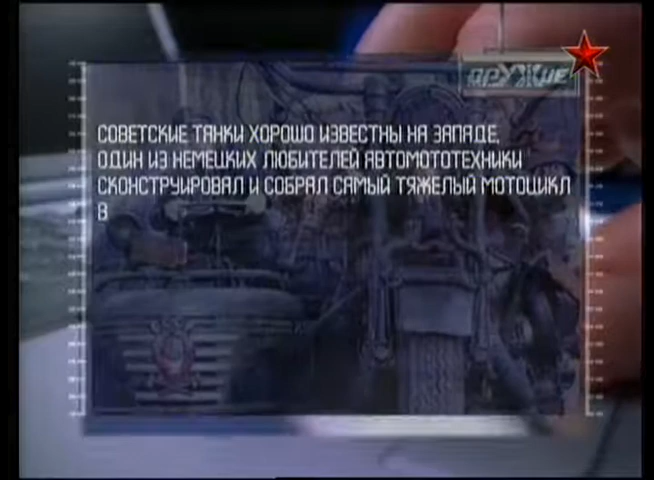 ОРУЖИЕ
СОВЕТСКИЕ ТАНКИ ХОРОШО ИЗВЕСТНЫ НА ЗАПАДЕ.
ОДИН ИЗ НЕМЕЦКИХ ЛЮБИТЕЛЕЙ АВТОМОТОТЕХНИКИ
СКОНСТРУИРОВАЛ И СОБРАЛ САМЫЙ ТЯЖЕЛЫЙ МОТОЦИКЛ
В